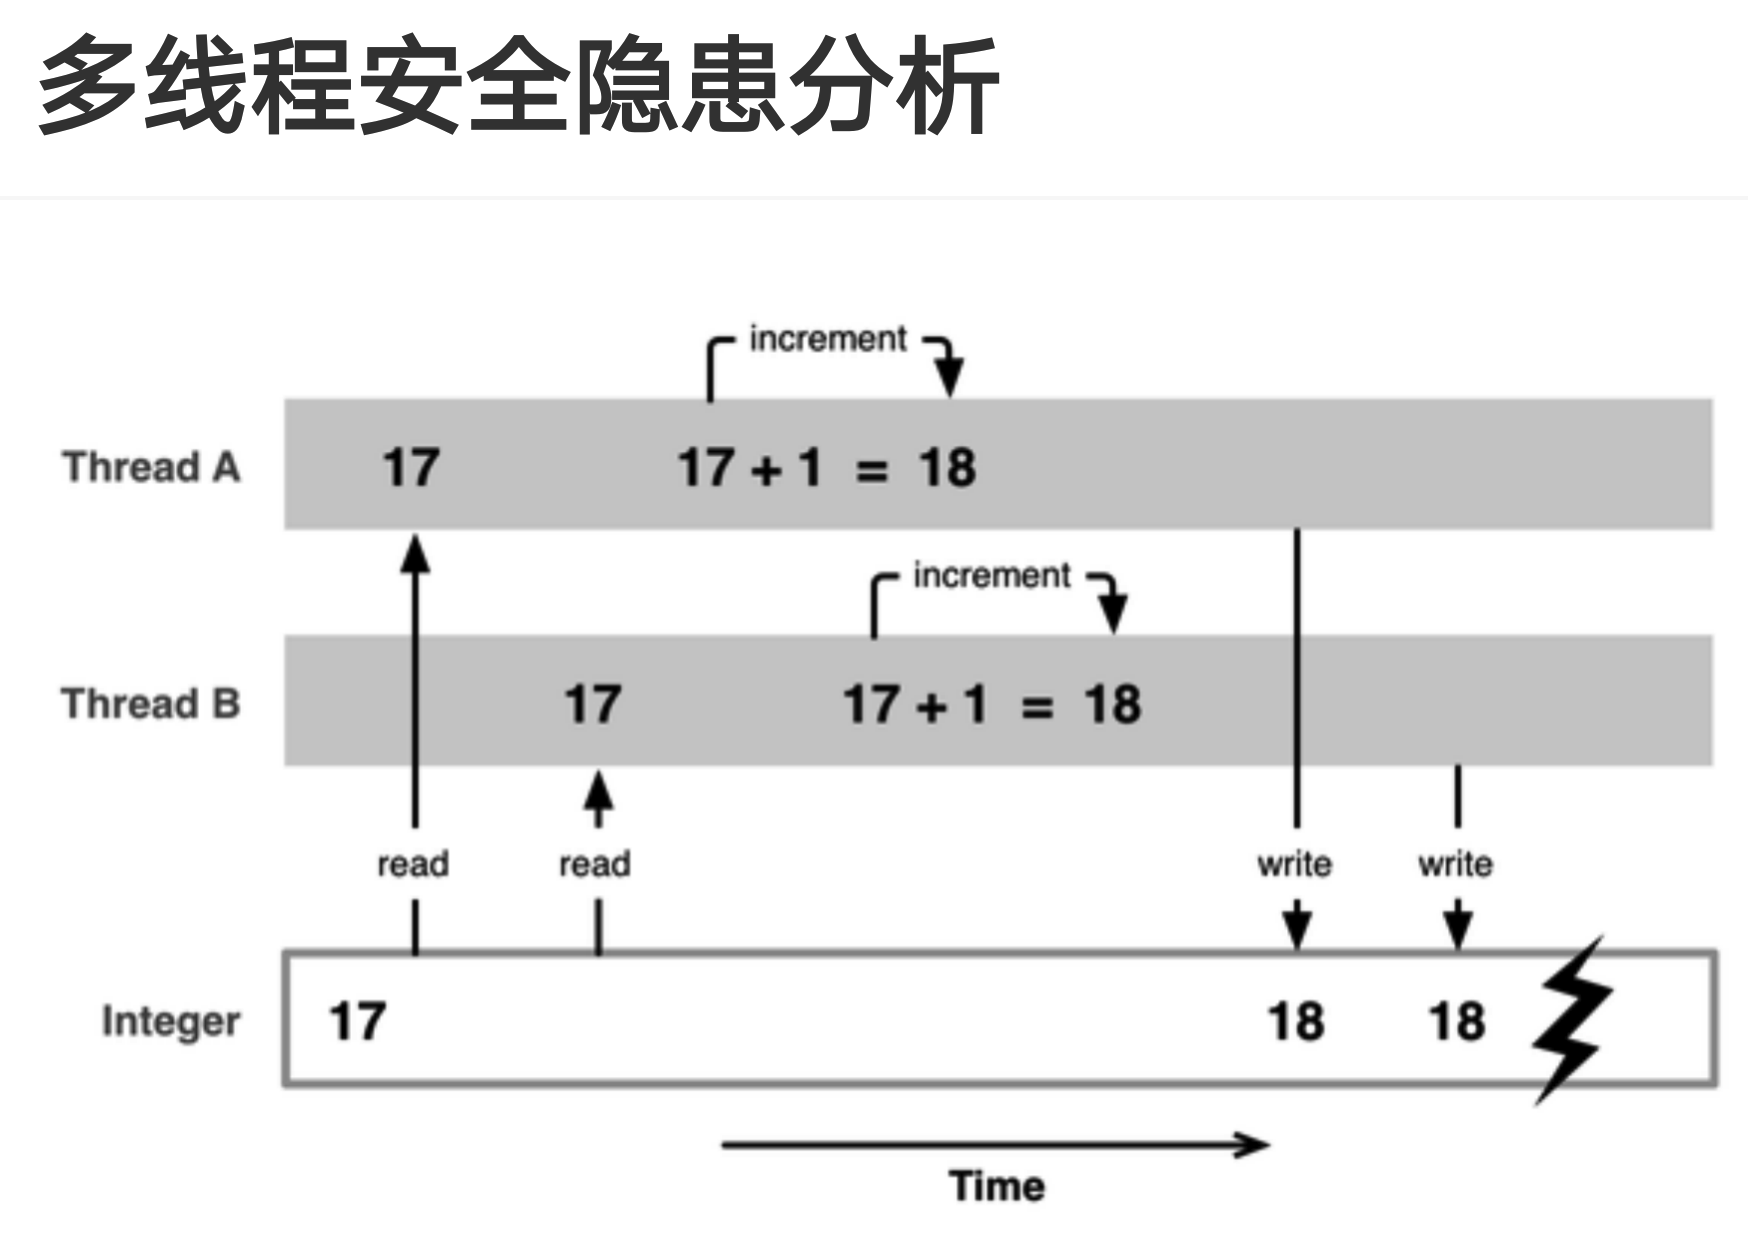 多线程安全隐患分析
increment
Thread A 17 17 + 1 = 18
increment
Thread B 17 17 + 1 = 18
read read write write
Integer 17 18 18
Time